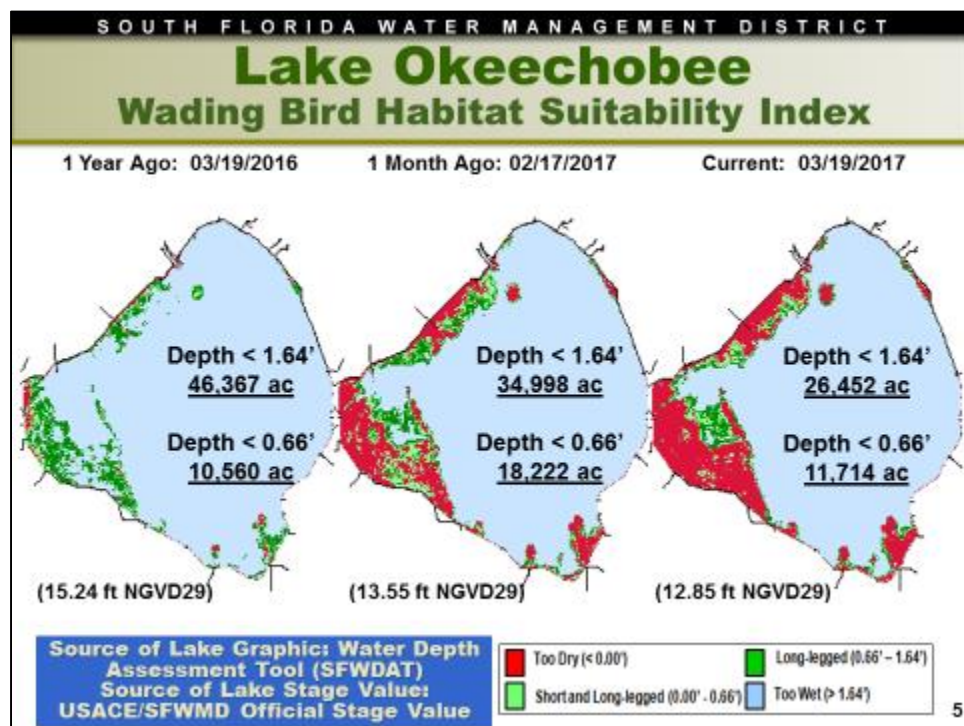 SOUTH FLORIDA WATER MANAGEMENT DISTRICT
Lake Okeechobee
Wading Bird Habitat Suitability Index
1 Year Ago: 03/19/2016
1 Month Ago: 02/17/2017
Current: 03/19/2017
Depth < 1.64’
46,367 ac
Depth < 0.66’
10,560 ac
(15.24 ft NGVD29)
Depth < 1.64’
34,998 ac
Depth < 0.66’
18,222 ac
(13.55 ft NGVD29)
Depth < 1.64’
26,452 ac
Depth < 0.66’
11,714 ac
(12.85 ft NGVD29)
Source of Lake Graphic: Water Depth
Assessment Tool (SFWDAT)
Source of Lake Stage Value:
USACE/SFWMD Official Stage Value
Too Dry (< 0.00')
Long-legged (0.66' – 1.64')
Short and Long-legged (0.00' - 0.66')
Too Wet (> 1.64')
5